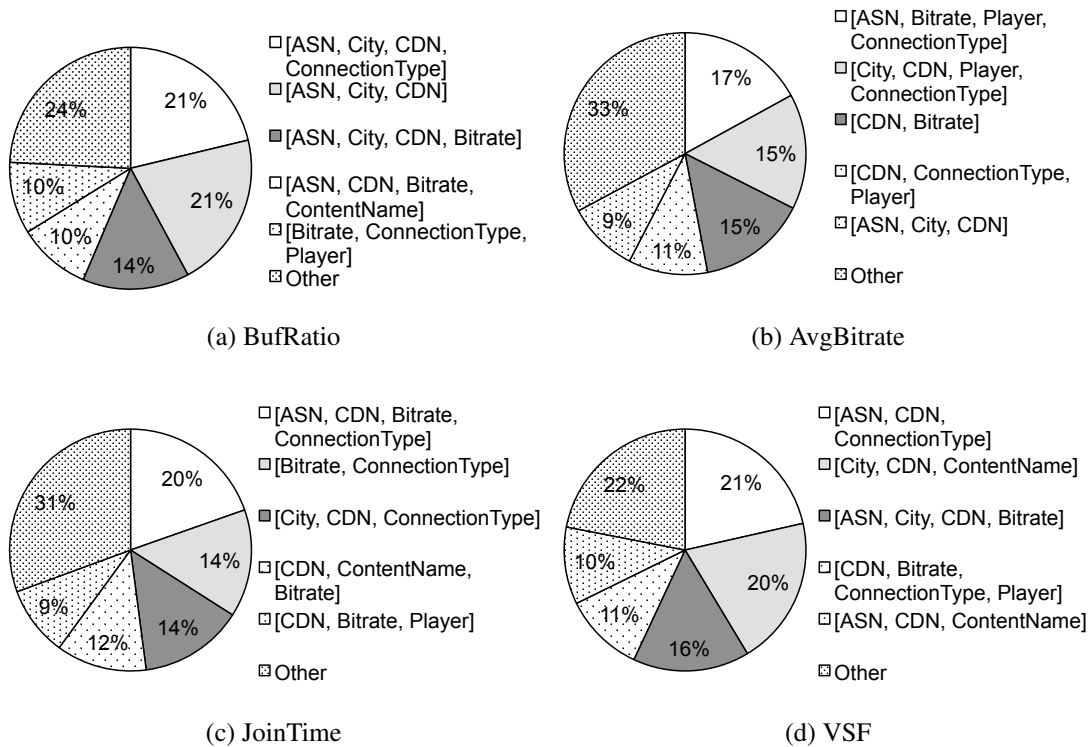 21%
21%
14%
10%
10%
24%
[ASN, City, CDN,
ConnectionType]
[ASN, City, CDN]
[ASN, City, CDN, Bitrate]
[ASN, CDN, Bitrate,
ContentName]
[Bitrate, ConnectionType,
Player]
Other
(a) BufRatio
17%
15%
15%
11%
9%
33%
[ASN, Bitrate, Player,
ConnectionType]
[City, CDN, Player,
ConnectionType]
[CDN, Bitrate]
[CDN, ConnectionType,
Player]
[ASN, City, CDN]
Other
(b) AvgBitrate
20%
14%
14%
12%
9%
31%
[ASN, CDN, Bitrate,
ConnectionType]
[Bitrate, ConnectionType]
[City, CDN, ConnectionType]
[CDN, ContentName,
Bitrate]
[CDN, Bitrate, Player]
Other
(c) JoinTime
21%
20%
16%
11%
10%
22%
[ASN, CDN,
ConnectionType]
[City, CDN, ContentName]
[ASN, City, CDN, Bitrate]
[CDN, Bitrate,
ConnectionType, Player]
[ASN, CDN, ContentName]
Other
(d) VSF